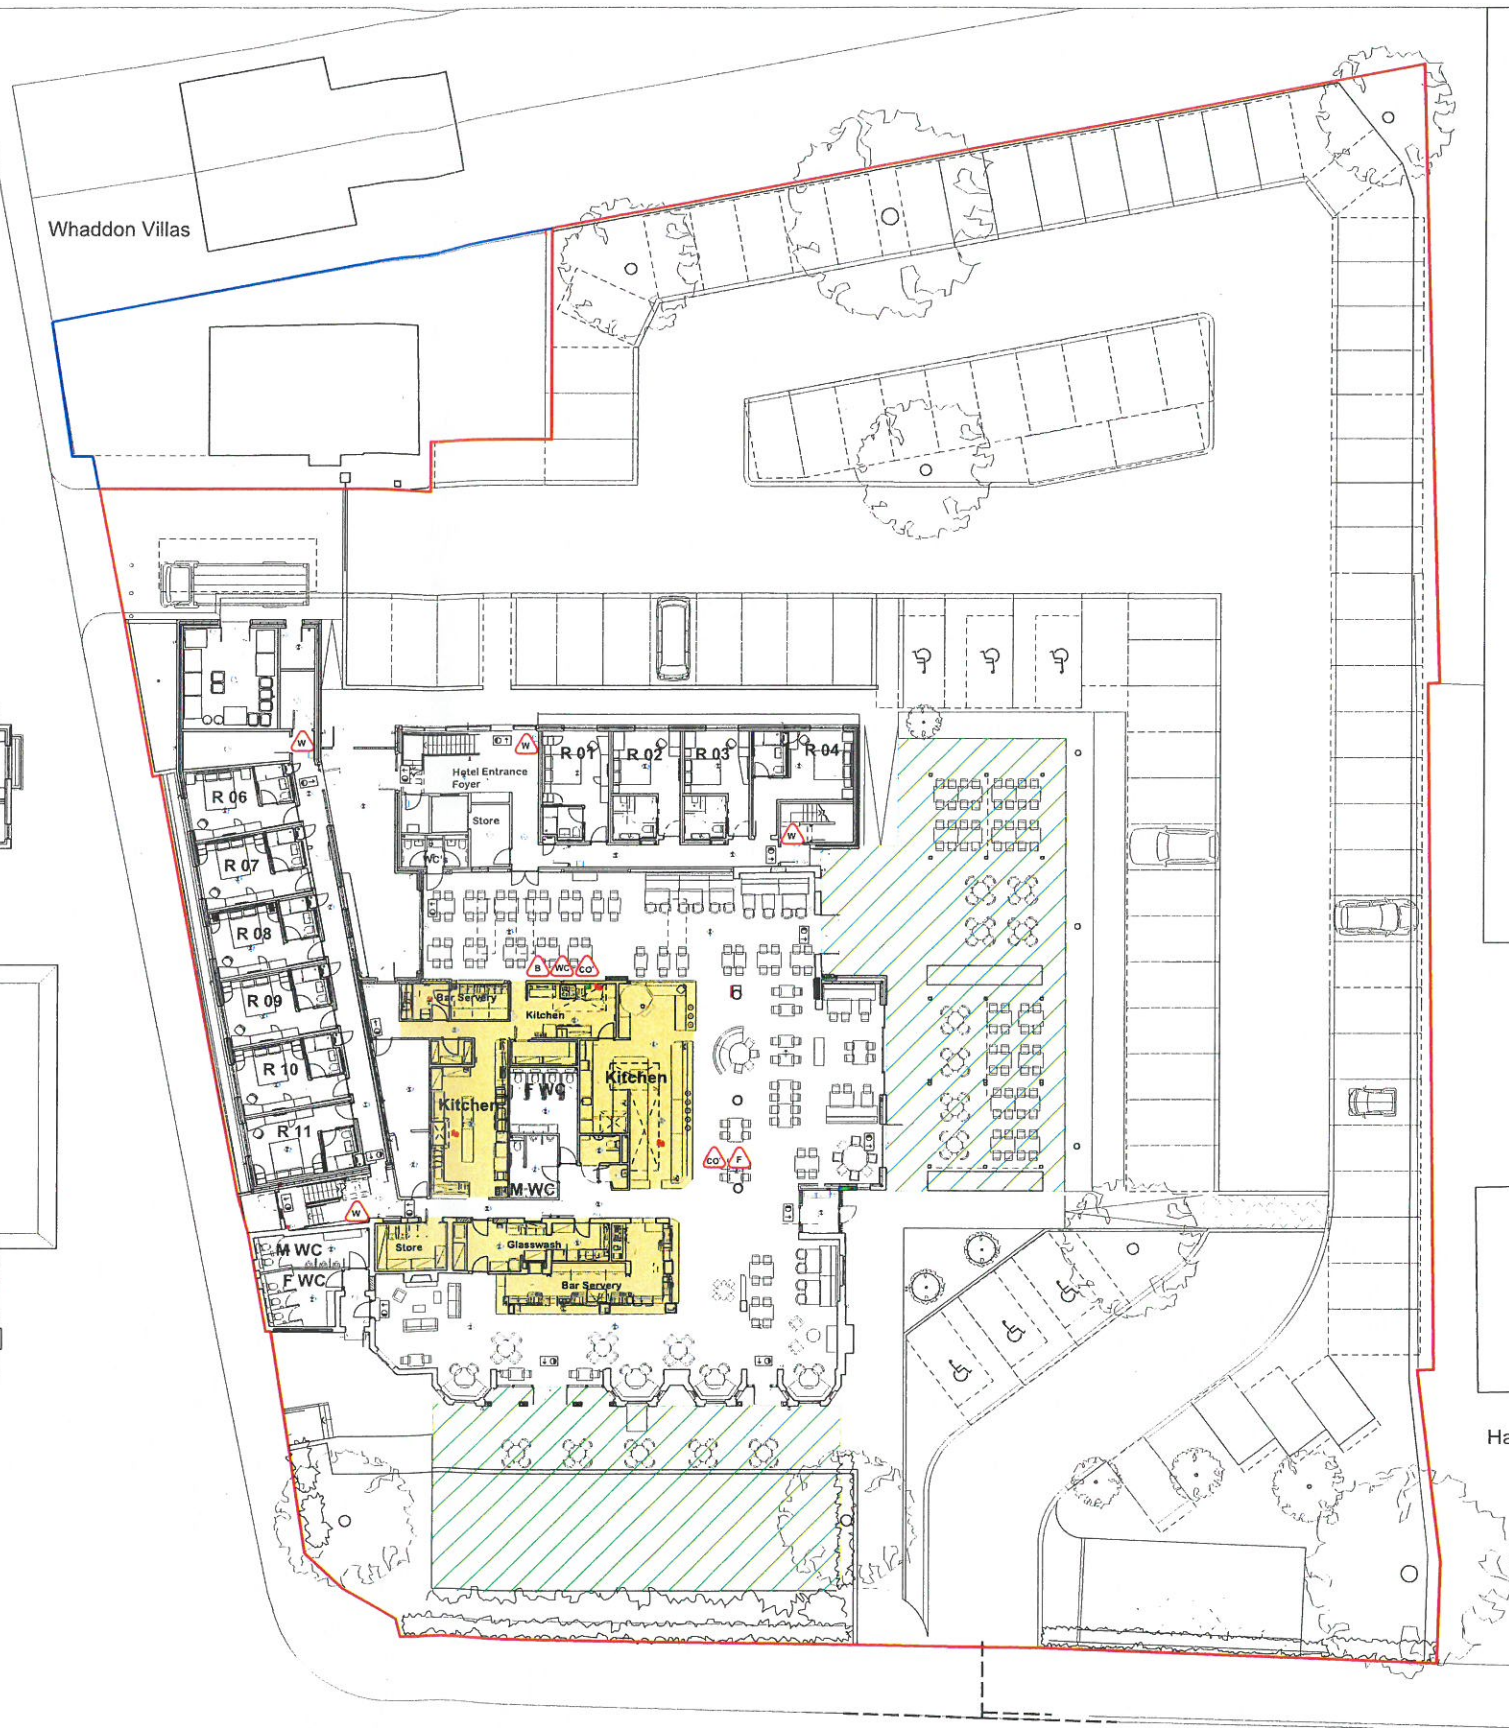 Whaddon Villas
W
W
R 01
R 02
R 03
R 04
Hotel Entrance
Foyer
R 06
Store
W
WC's
R 07
R 08
B
WC
CO
R 09
Bar Servery
Kitchen
R 10
Kitchen
F WC
Kitchen
R 11
CO
F
M WC
W
M WC
Store
Glasswash
F WC
Bar Servery
Ha